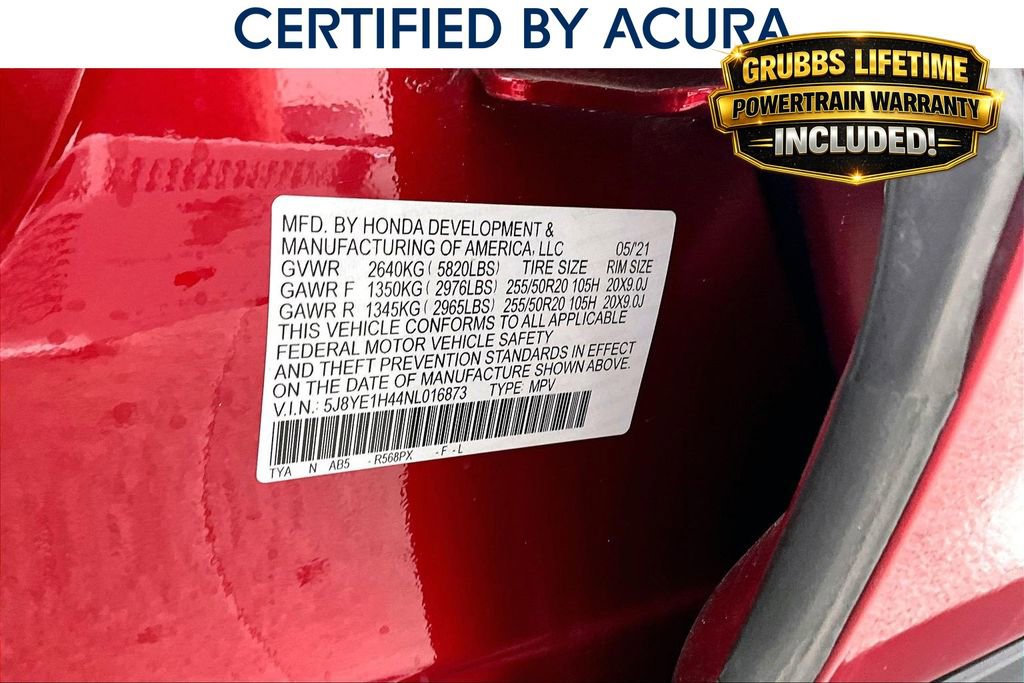 CERTIFIED BY ACURA
GRUBBS LIFETIME
POWERTRAIN WARRANTY
INCLUDED!
MFD. BY HONDA DEVELOPMENT &
MANUFACTURING OF AMERICA, LLC 05/'21
GVWR 2640KG ( 5820LBS) TIRE SIZE RIM SIZE
GAWR F 1350KG ( 2976LBS) 255/50R20 105H 20X9.0J
GAWR R 1345KG ( 2965LBS) 255/50R20 105H 20X9.0J
THIS VEHICLE CONFORMS TO ALL APPLICABLE
FEDERAL MOTOR VEHICLE SAFETY
AND THEFT PREVENTION STANDARDS IN EFFECT
ON THE DATE OF MANUFACTURE SHOWN ABOVE.
V.I.N.: 5J8YE1H44NL016873 TYPE MPV
TYA N AB5 -R568PX -F -L